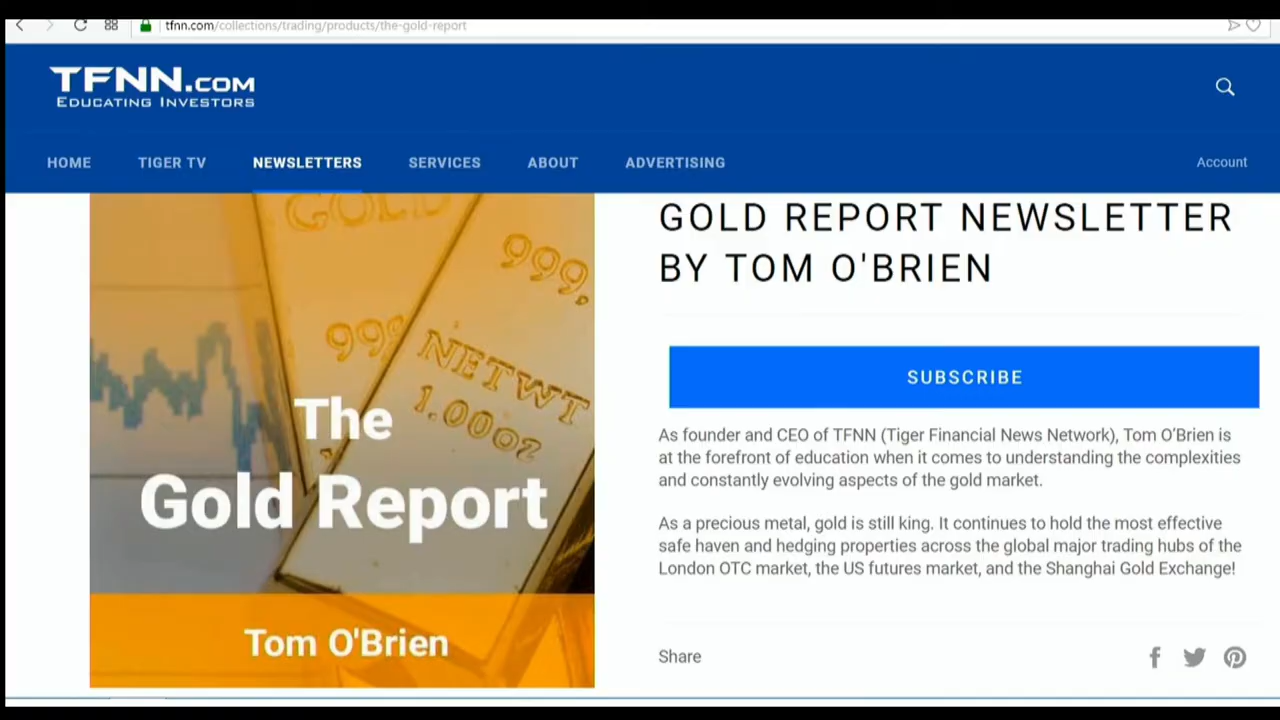 tfnn.com/collections/trading/products/the-gold-report
TFNN.COM
EDUCATING INVESTORS
HOME
TIGER TV
NEWSLETTERS
SERVICES
ABOUT
ADVERTISING
Account
GOLD
999,
999
NETWT
1.00oz
The
Gold Report
Tom O'Brien
GOLD REPORT NEWSLETTER
BY TOM O'BRIEN
SUBSCRIBE
As founder and CEO of TFNN (Tiger Financial News Network), Tom O’Brien is
at the forefront of education when it comes to understanding the complexities
and constantly evolving aspects of the gold market.
As a precious metal, gold is still king. It continues to hold the most effective
safe haven and hedging properties across the global major trading hubs of the
London OTC market, the US futures market, and the Shanghai Gold Exchange!
Share